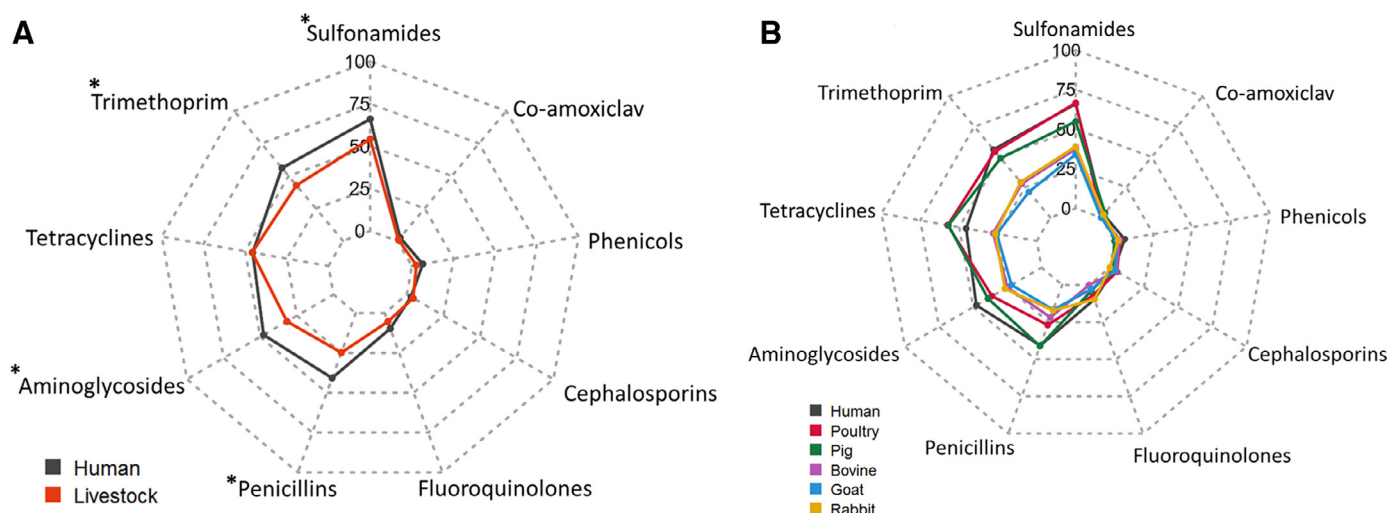 A
*Sulfonamides
100
75
50
25
0
*Trimethoprim
Co-amoxiclav
Tetracyclines
Phenicols
*Aminoglycosides
Cephalosporins
*Penicillins
Fluoroquinolones
Human
Livestock
B
Sulfonamides
100
75
50
25
0
Trimethoprim
Co-amoxiclav
Tetracyclines
Phenicols
Aminoglycosides
Cephalosporins
Penicillins
Fluoroquinolones
Human
Poultry
Pig
Bovine
Goat
Rabbit